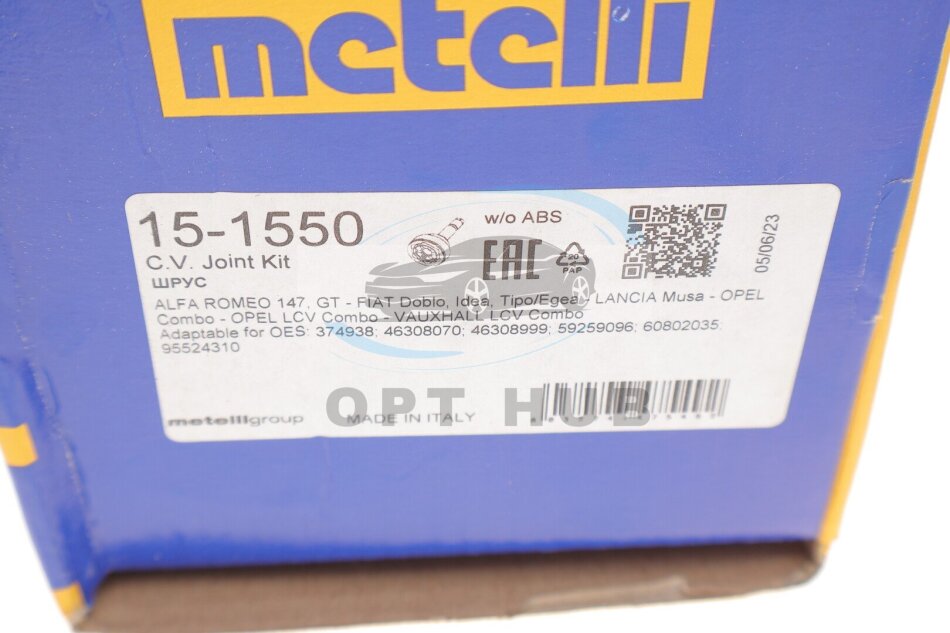 metelli
15-1550
w/o ABS
EAC
20
PAP
05/06/23
C.V. Joint Kit
ШРУС
ALFA ROMEO 147, GT - FIAT Doblo, Idea, Tipo/Egea - LANCIA Musa - OPEL
Combo - OPEL LCV Combo - VAUXHALL LCV Combo
Adaptable for OES: 374938; 46308070; 46308999; 59259096; 60802035;
95524310
OPT HUB
metelligroup
MADE IN ITALY